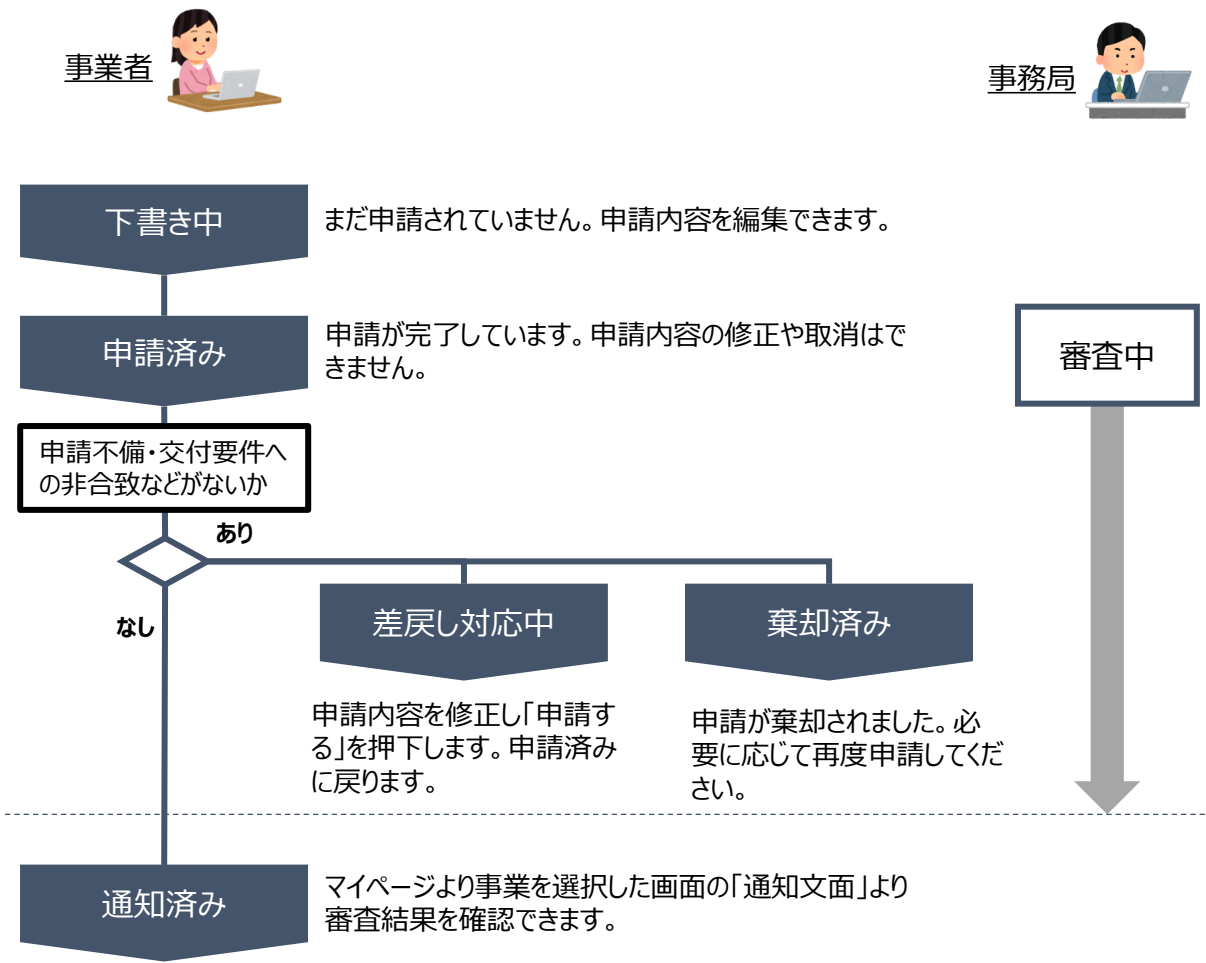 事業者
事務局
下書き中
まだ申請されていません。申請内容を編集できます。
申請済み
申請が完了しています。申請内容の修正や取消はで
きません。
審査中
申請不備・交付要件へ
の非合致などがないか
あり
なし
差戻し対応中
棄却済み
申請内容を修正し「申請す
る」を押下します。申請済み
に戻ります。
申請が棄却されました。必
要に応じて再度申請してくだ
さい。
通知済み
マイページより事業を選択した画面の「通知文面」より
審査結果を確認できます。